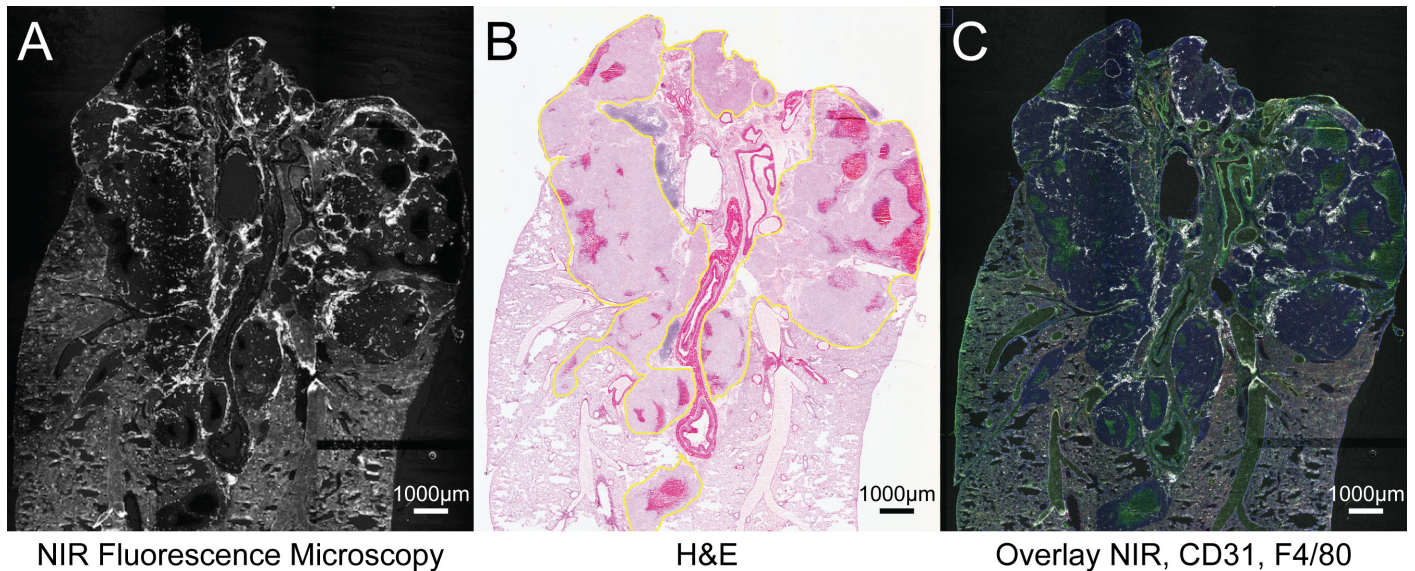 A
B
C
1000µm
1000µm
1000µm
NIR Fluorescence Microscopy
H&E
Overlay NIR, CD31, F4/80